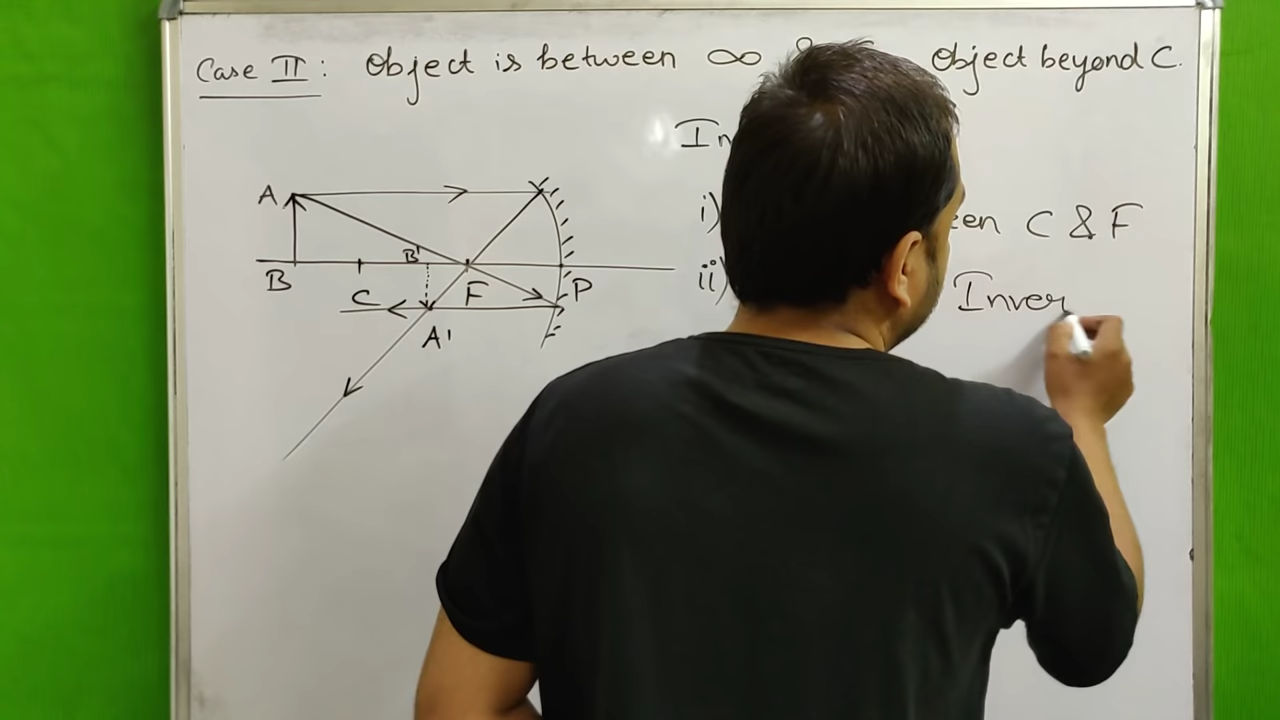 Case II : Object is between ∞ Object beyond C.
In
i) een C & F
ii) Inver
A
B C B' F P
A'